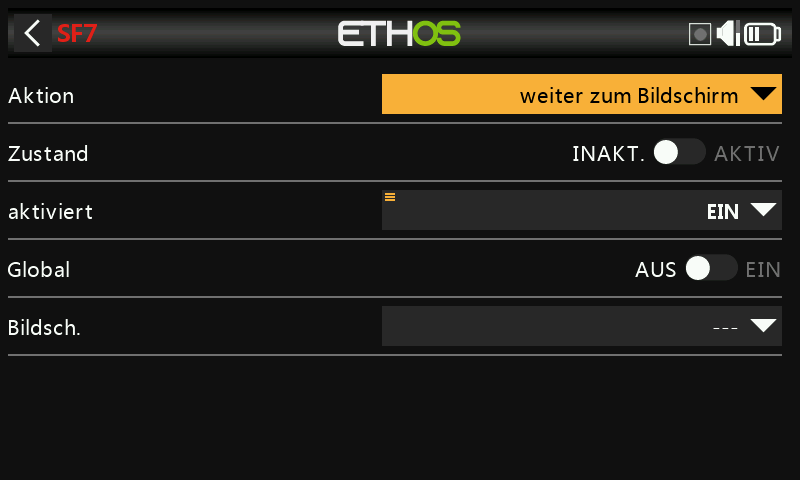 SF7
ETHOS
Aktion weiter zum Bildschirm
Zustand INAKT. AKTIV
aktiviert EIN
Global AUS EIN
Bildsch. ---